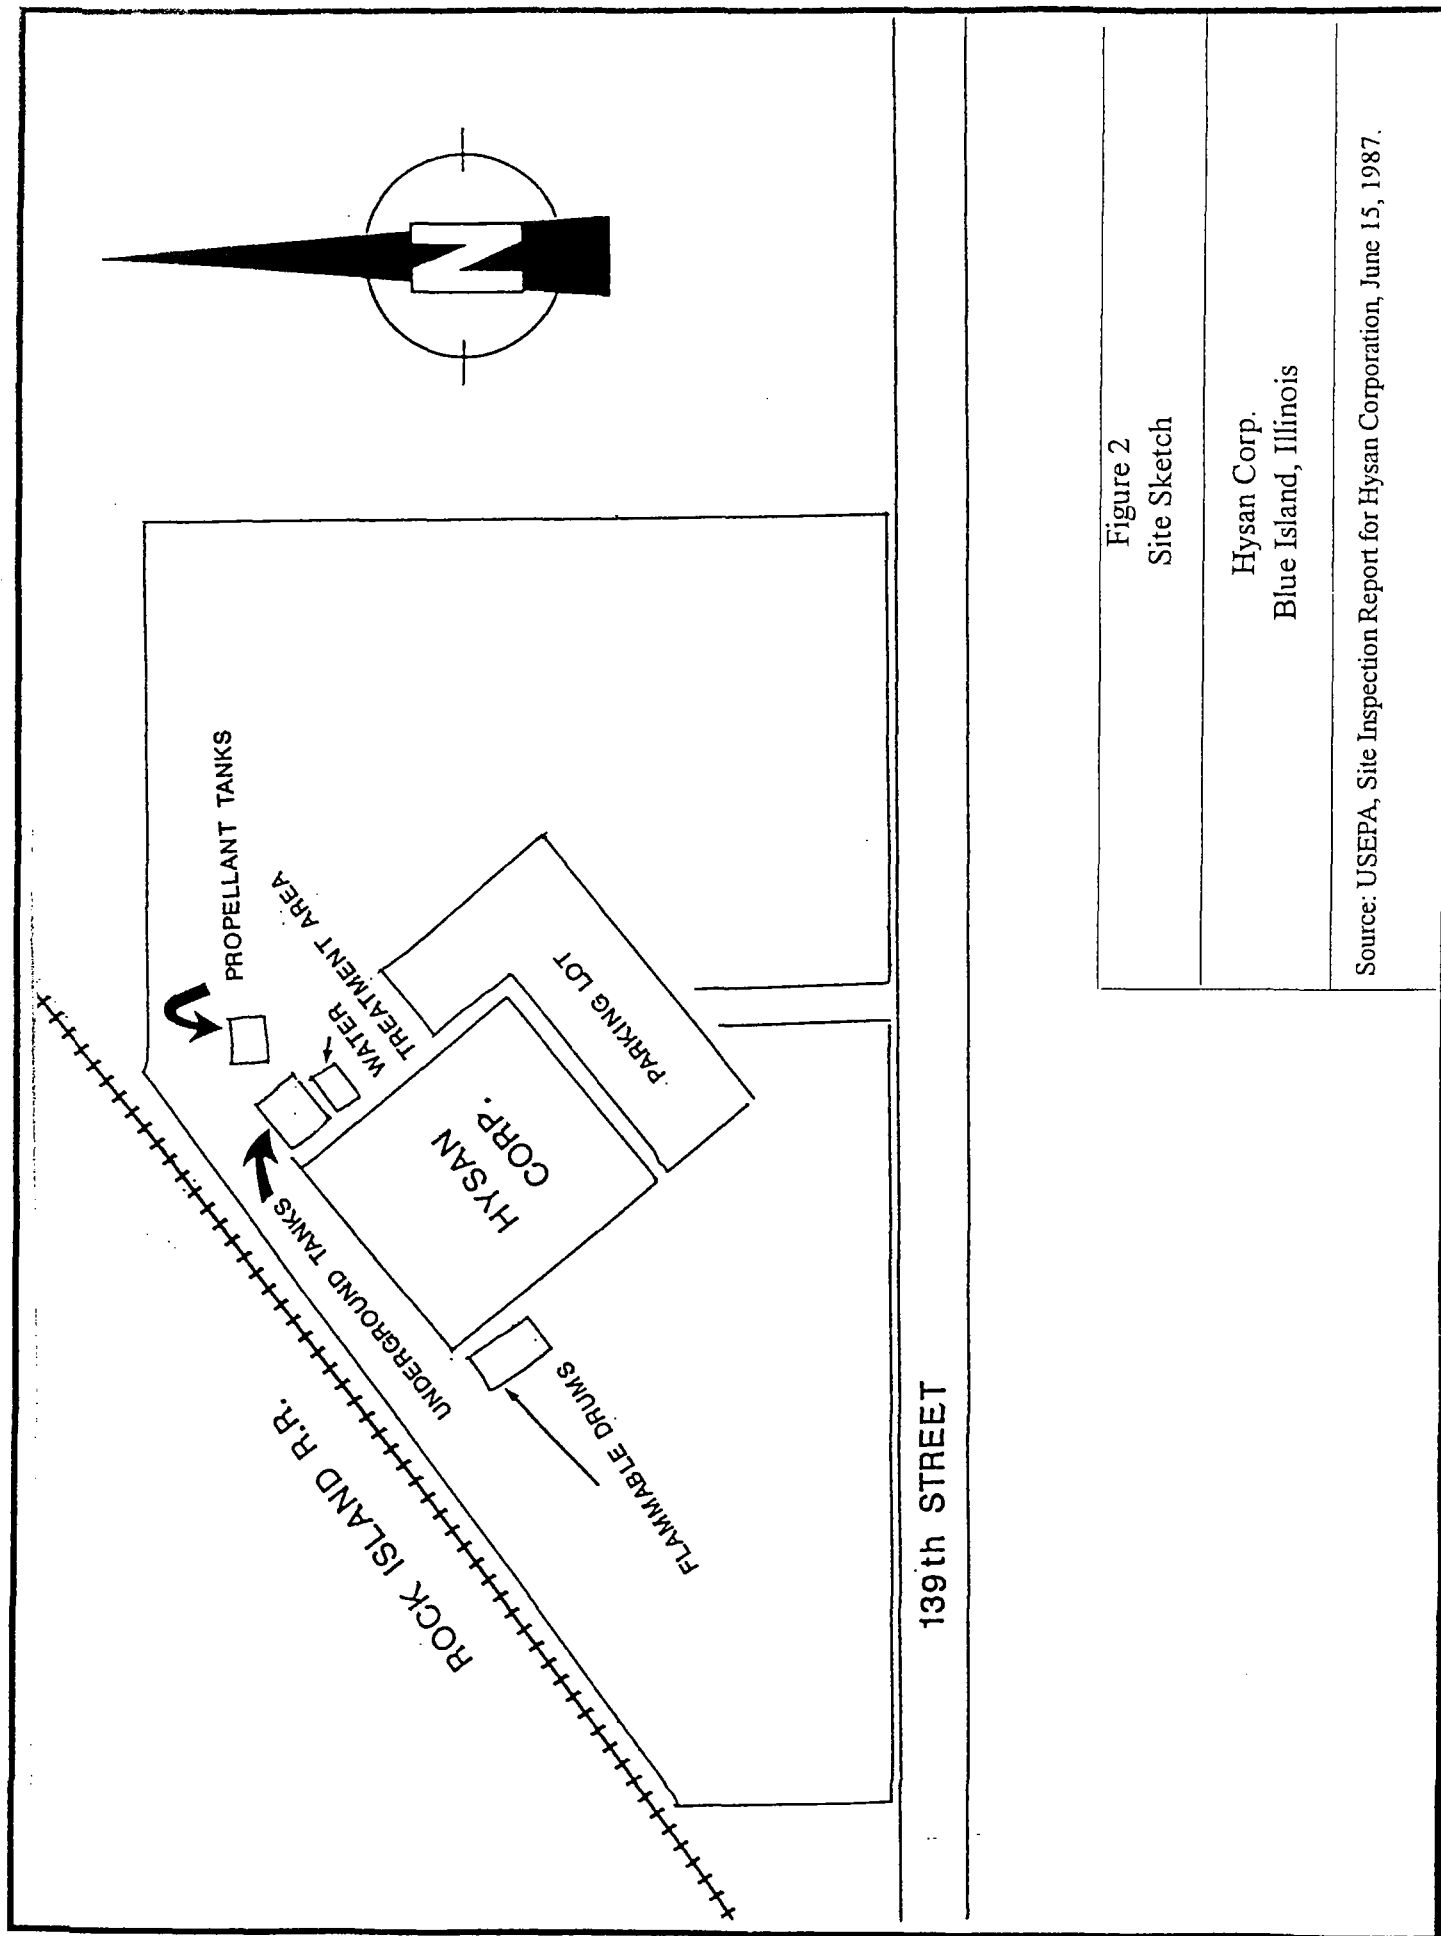 PROPELLANT TANKS
WATER
TREATMENT AREA
UNDERGROUND TANKS
ROCK ISLAND R.R.
HYSAN
CORP.
PARKING LOT
FLAMMABLE DRUMS
N
139th STREET
Figure 2
Site Sketch
Hysan Corp.
Blue Island, Illinois
Source: USEPA, Site Inspection Report for Hysan Corporation, June 15, 1987.